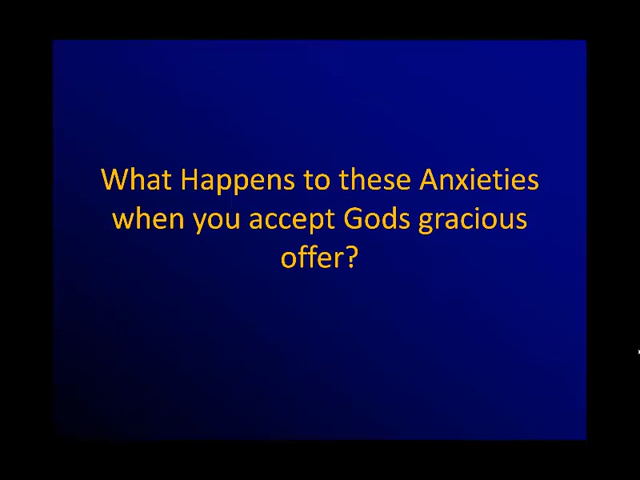 What Happens to these Anxieties
when you accept Gods gracious
offer?